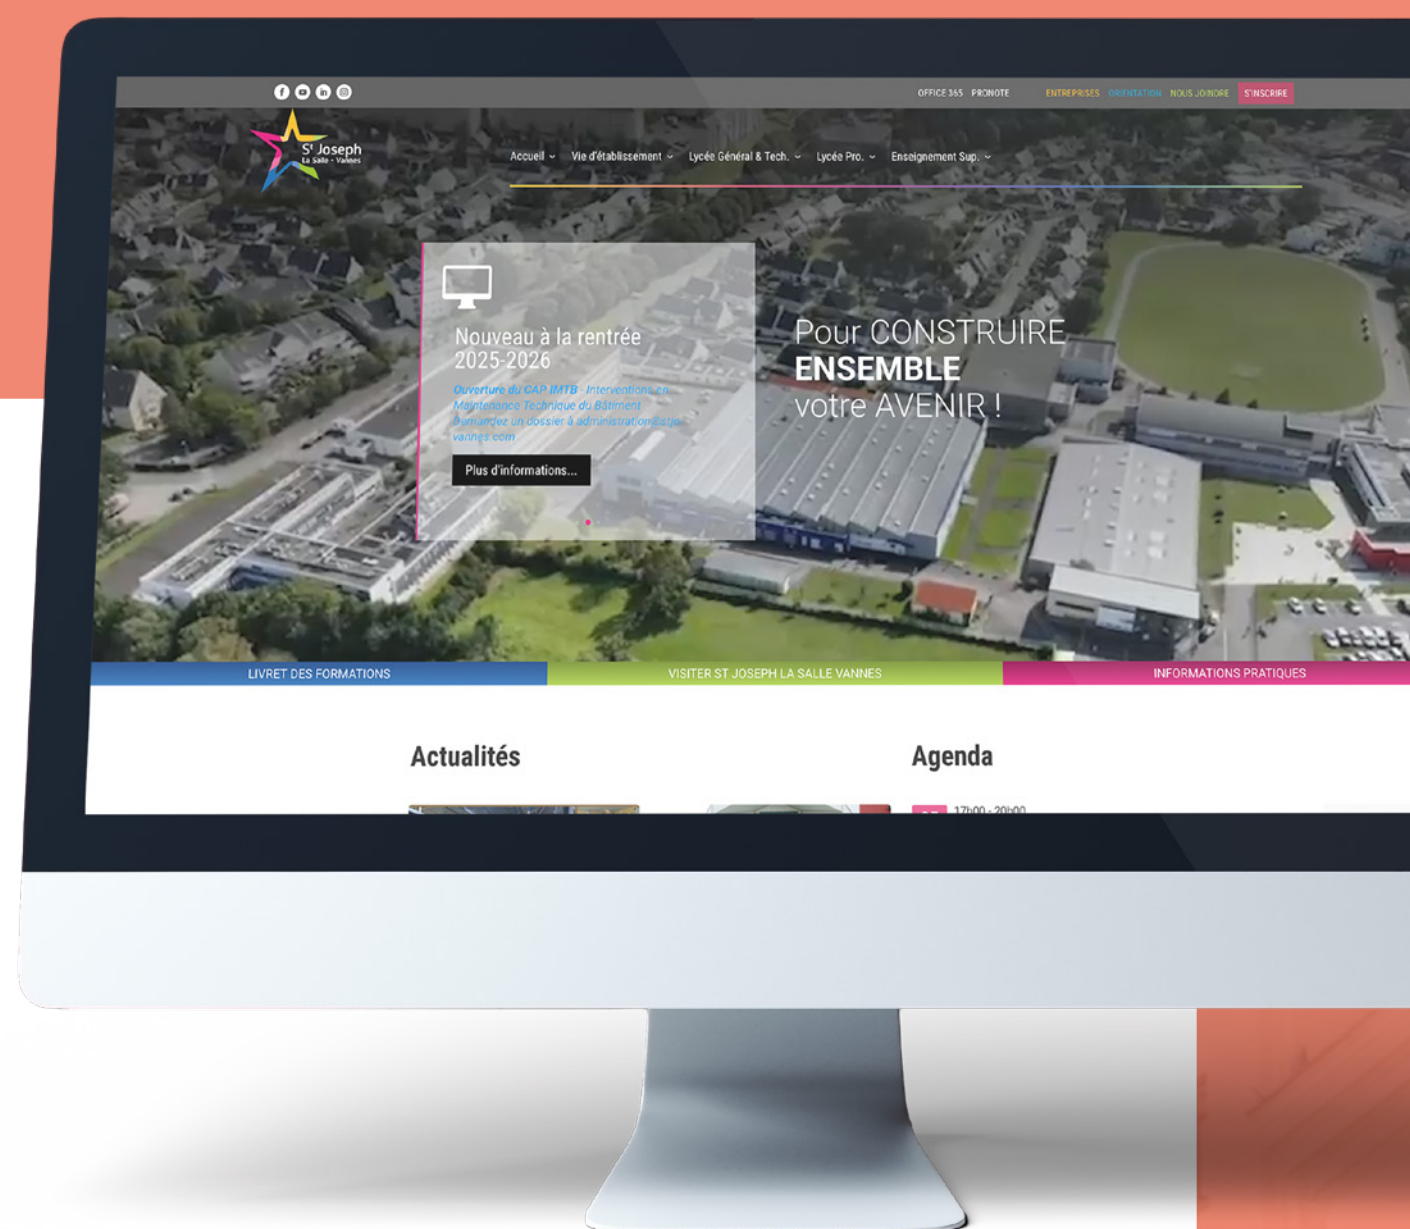 OFFICE 365 PRONOTE ENTREPRISES ORIENTATION NOUS JOINDRE S'INSCRIRE
St Joseph
La Salle - Vannes
Accueil Vie d'établissement Lycée Général & Tech. Lycée Pro. Enseignement Sup.
Nouveau à la rentrée
2025-2026
Ouverture du CAP IMTB - Interventions en
Maintenance Technique du Bâtiment
Demandez un dossier à administration@stjo-
vannes.com
Plus d'informations...
Pour CONSTRUIRE
ENSEMBLE
votre AVENIR !
LIVRET DES FORMATIONS
VISITER ST JOSEPH LA SALLE VANNES
INFORMATIONS PRATIQUES
Actualités
Agenda
17h00 - 20h00